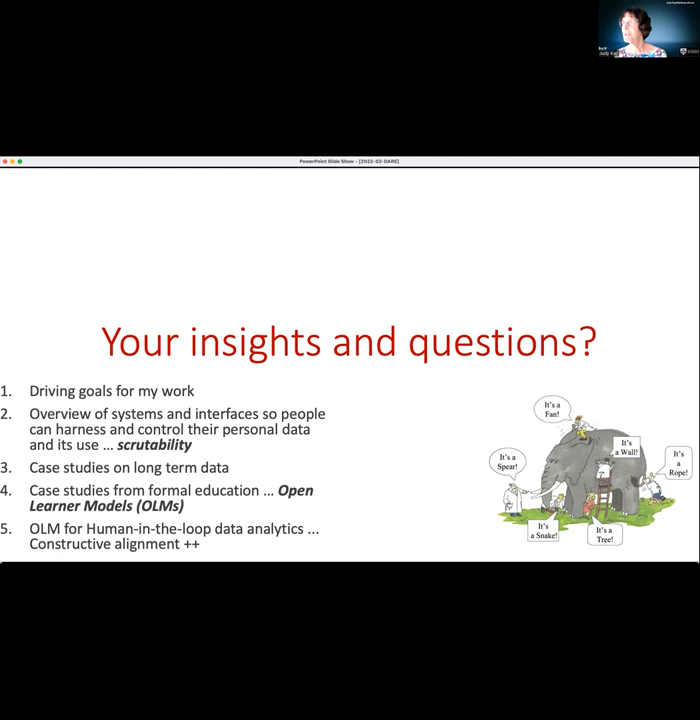 PowerPoint Slide Show - [2022-02-DARE]
Your insights and questions?
1. Driving goals for my work
2. Overview of systems and interfaces so people
can harness and control their personal data
and its use ... scrutability
3. Case studies on long term data
4. Case studies from formal education ... Open
Learner Models (OLMs)
5. OLM for Human-in-the-loop data analytics ...
Constructive alignment ++
It's a
Fan!
It's
a Wall!
It's a
Spear!
It's
a
Rope!
It's
a Snake!
It's a
Tree!